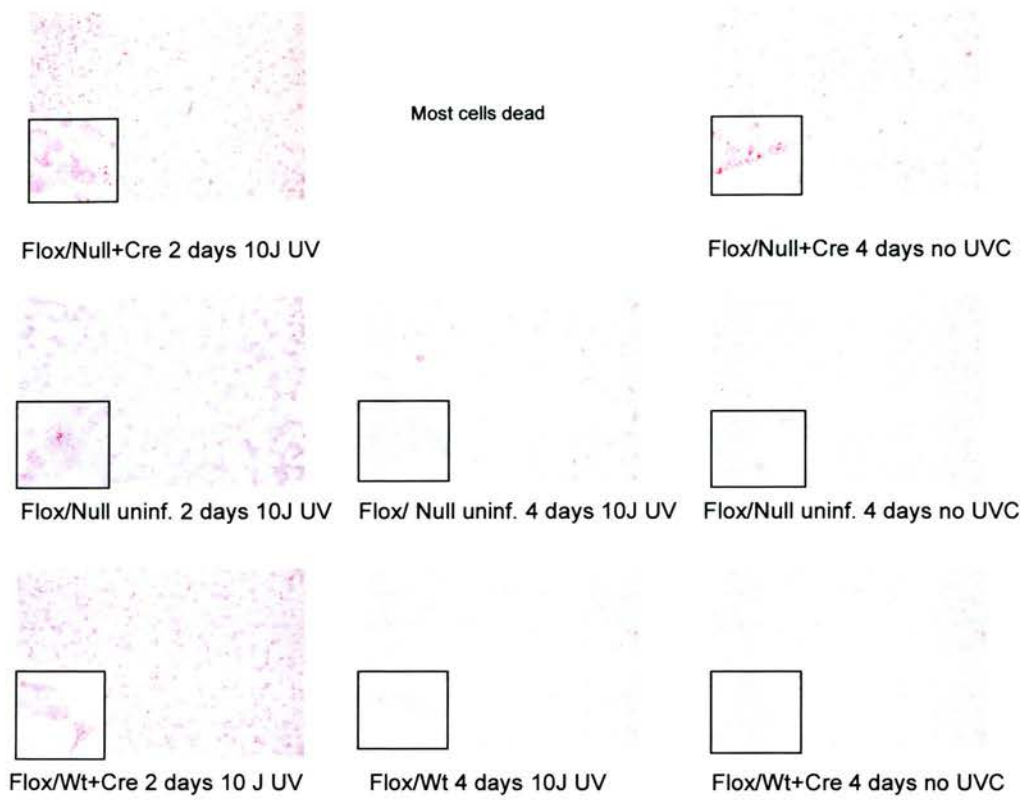 Most cells dead
Flox/Null+Cre 2 days 10J UV
Flox/Null+Cre 4 days no UVC
Flox/Null uninf. 2 days 10J UV
Flox/ Null uninf. 4 days 10J UV
Flox/Null uninf. 4 days no UVC
Flox/Wt+Cre 2 days 10 J UV
Flox/Wt 4 days 10J UV
Flox/Wt+Cre 4 days no UVC